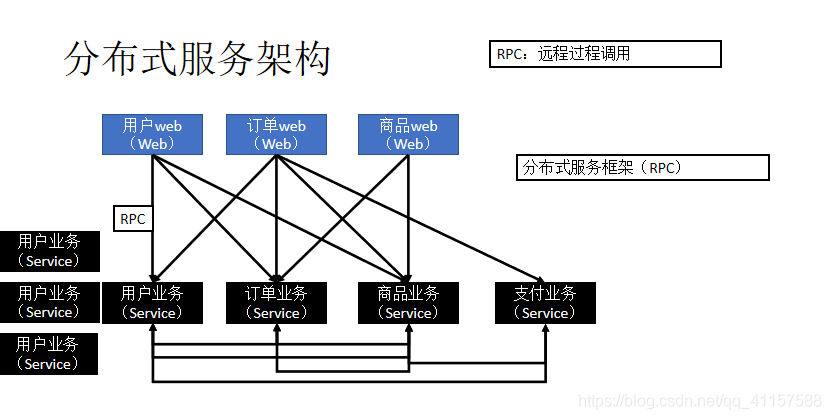 分布式服务架构
RPC：远程过程调用
用户web
（Web）
订单web
（Web）
商品web
（Web）
分布式服务框架（RPC）
RPC
用户业务
（Service）
用户业务
（Service）
用户业务
（Service）
订单业务
（Service）
商品业务
（Service）
支付业务
（Service）
用户业务
（Service）
https://blog.csdn.net/qq_41157588